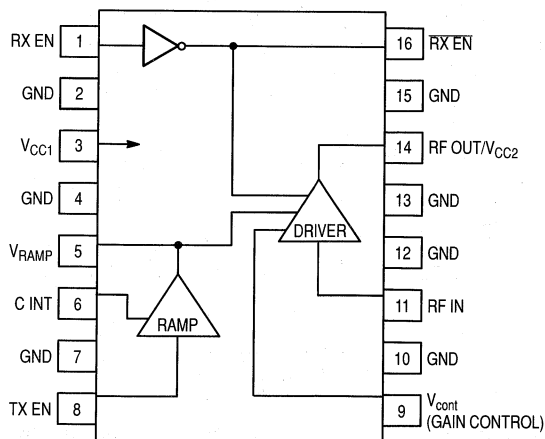 RX EN 1
GND 2
VCC1 3
GND 4
VRAMP 5
C INT 6
GND 7
TX EN 8
RAMP
DRIVER
16 RX EN
15 GND
14 RF OUT/VCC2
13 GND
12 GND
11 RF IN
10 GND
9 Vcont
(GAIN CONTROL)